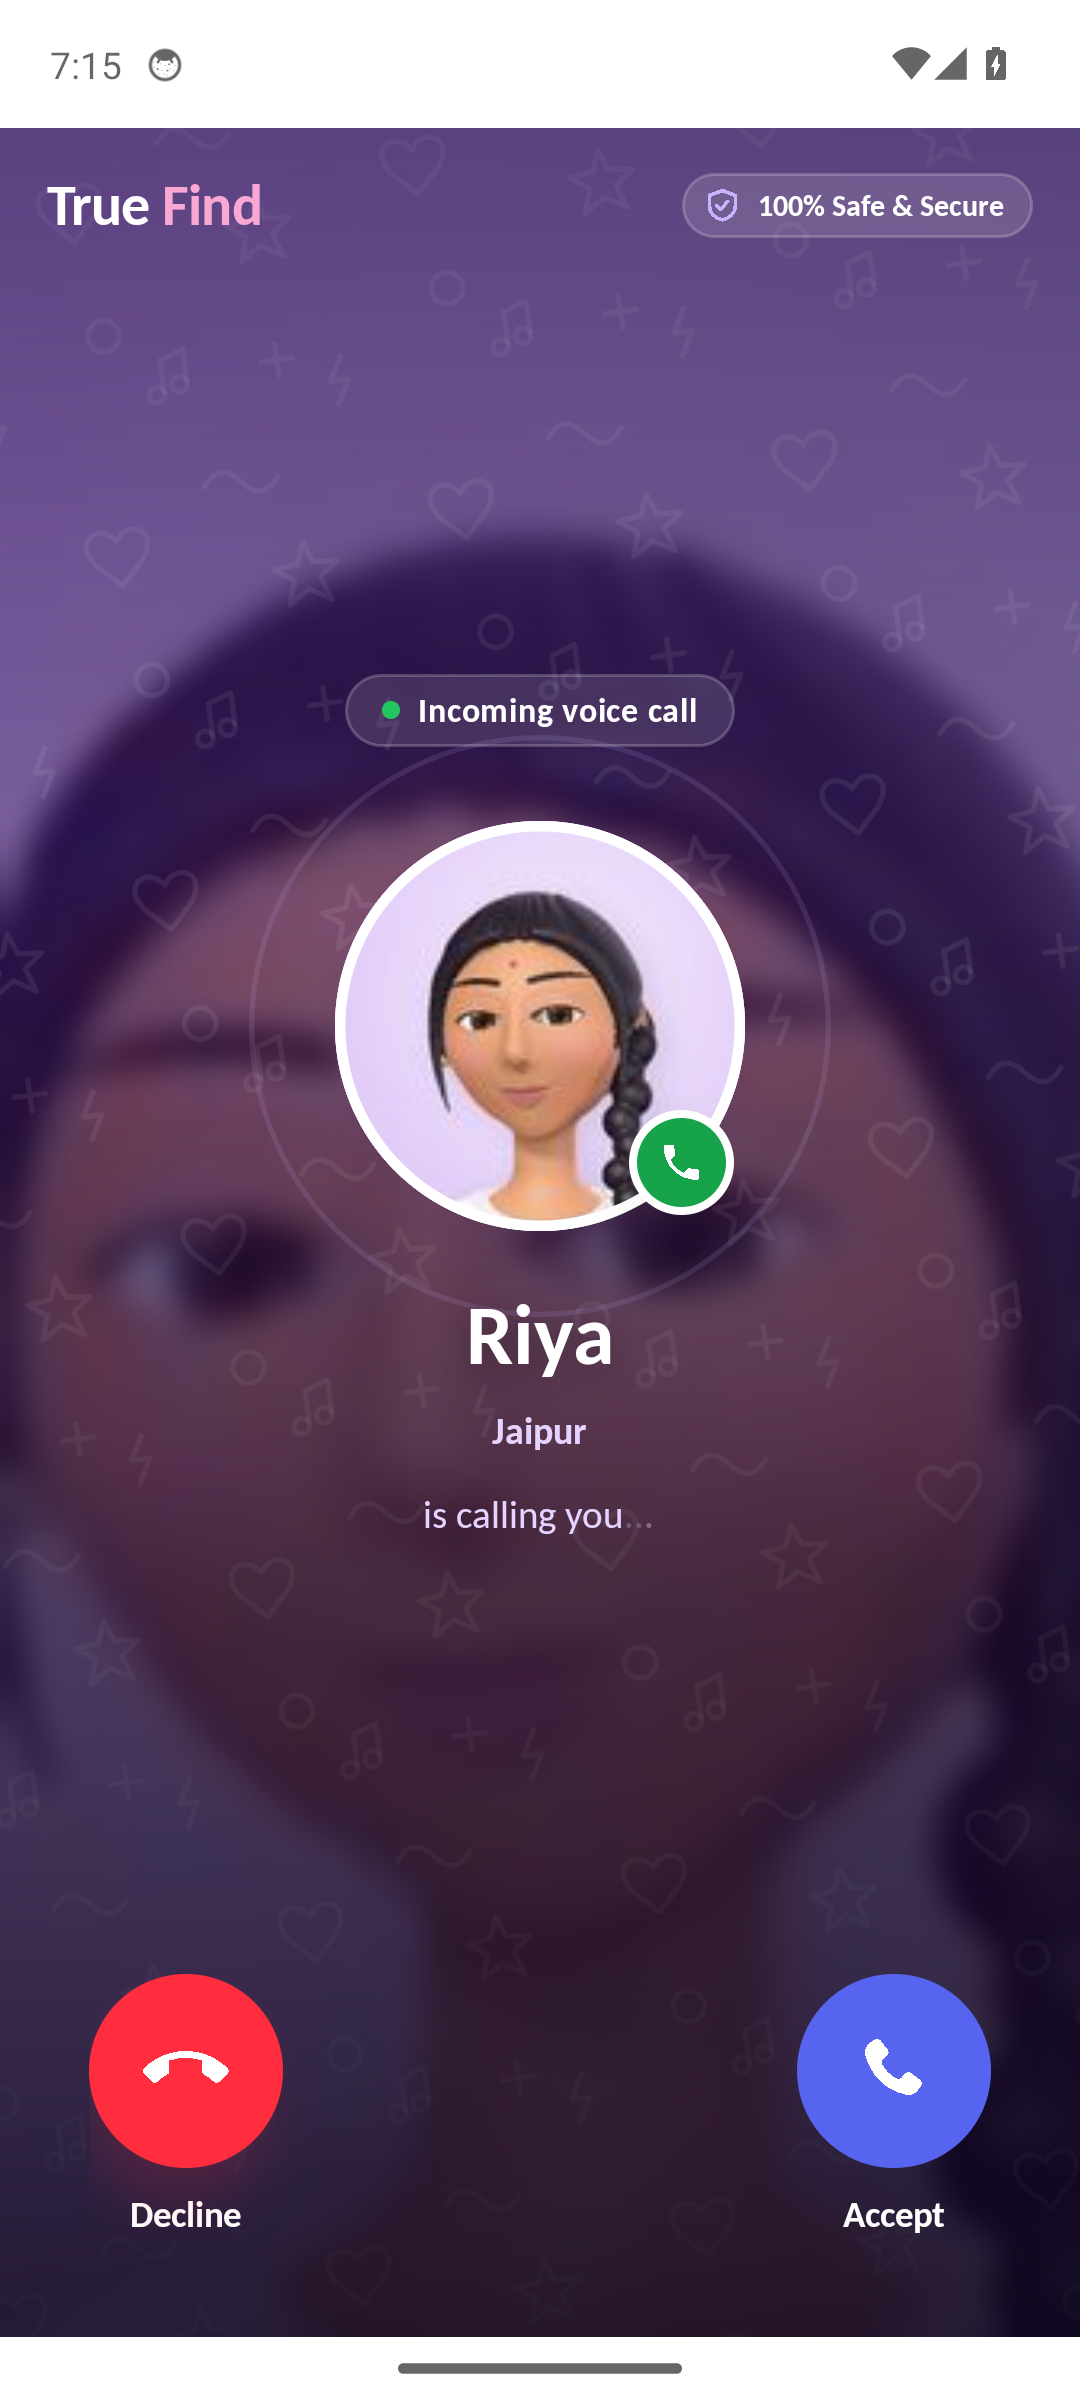 7:15
True Find
100% Safe & Secure
Incoming voice call
Riya
Jaipur
is calling you...
Decline
Accept